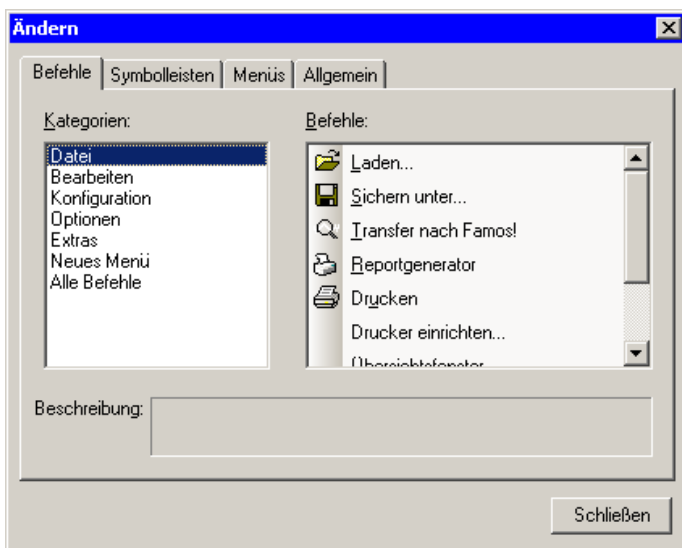 Ändern
Befehle Symbolleisten Menüs Allgemein
Kategorien:
Befehle:
Datei
Bearbeiten
Konfiguration
Optionen
Extras
Neues Menü
Alle Befehle
Laden...
Sichern unter...
Transfer nach Famos!
Reportgenerator
Drucken
Drucker einrichten...
Übersichtsfenster
Beschreibung:
Schließen